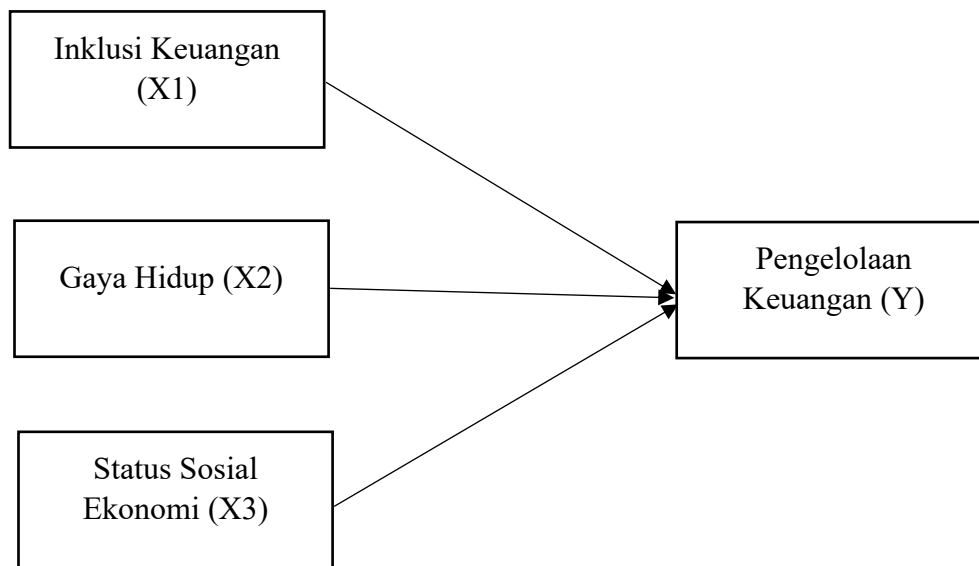 Inklusi Keuangan
(X1)
Gaya Hidup (X2)
Pengelolaan
Keuangan (Y)
Status Sosial
Ekonomi (X3)